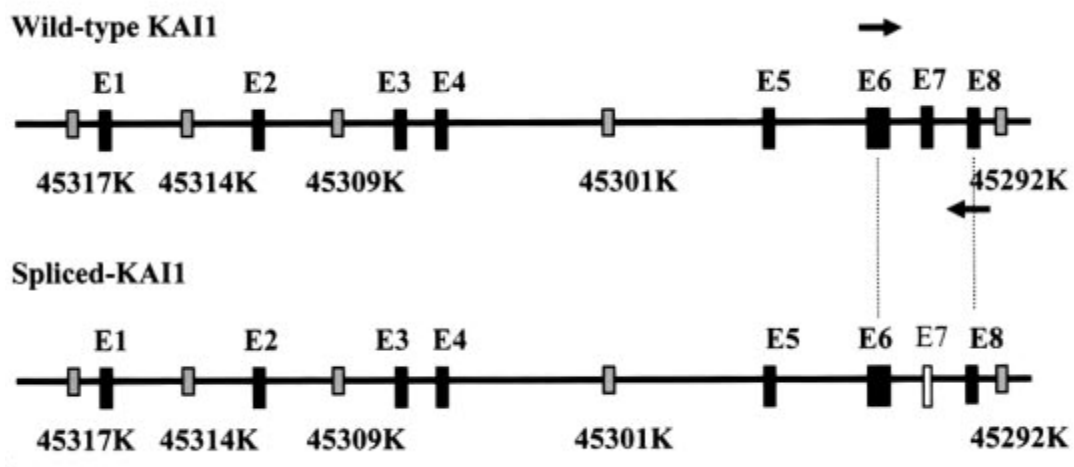 Wild-type KAI1
E1 E2 E3 E4 E5 E6 E7 E8
45317K 45314K 45309K 45301K 45292K
Spliced-KAI1
E1 E2 E3 E4 E5 E6 E7 E8
45317K 45314K 45309K 45301K 45292K